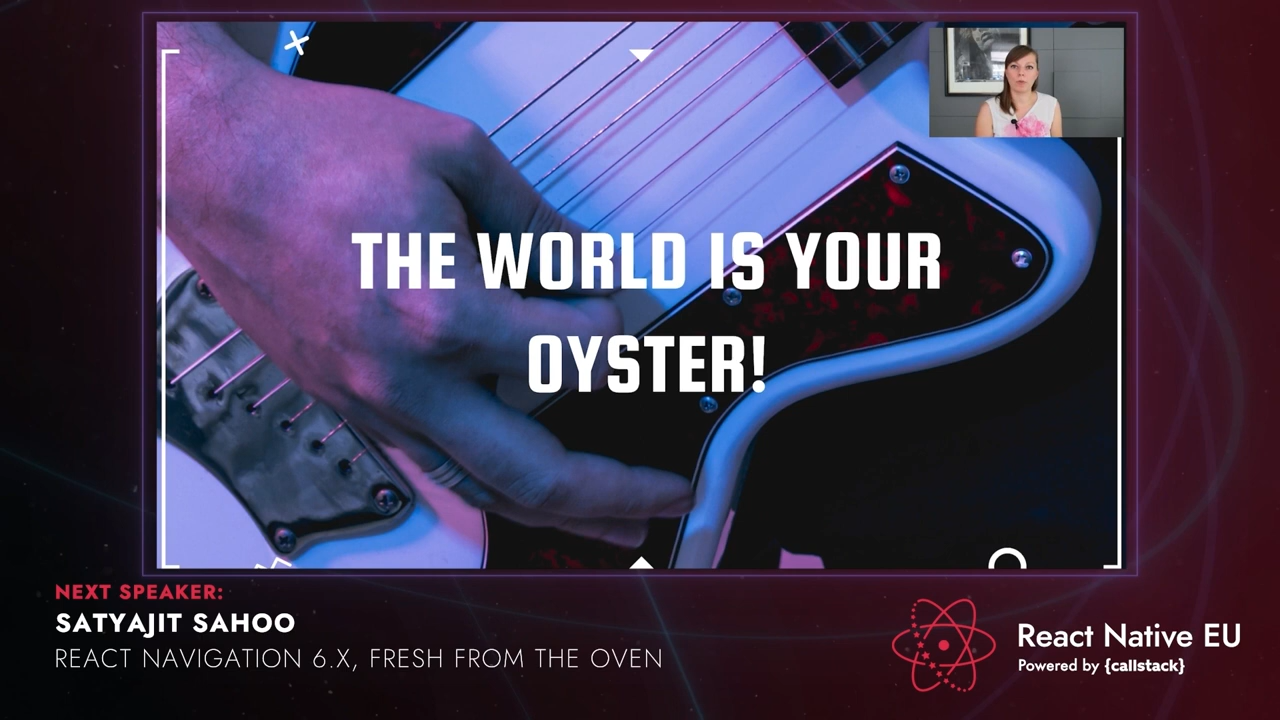 THE WORLD IS YOUR
OYSTER!
NEXT SPEAKER:
SATYAJIT SAHOO
REACT NAVIGATION 6.X, FRESH FROM THE OVEN
React Native EU
Powered by {callstack}